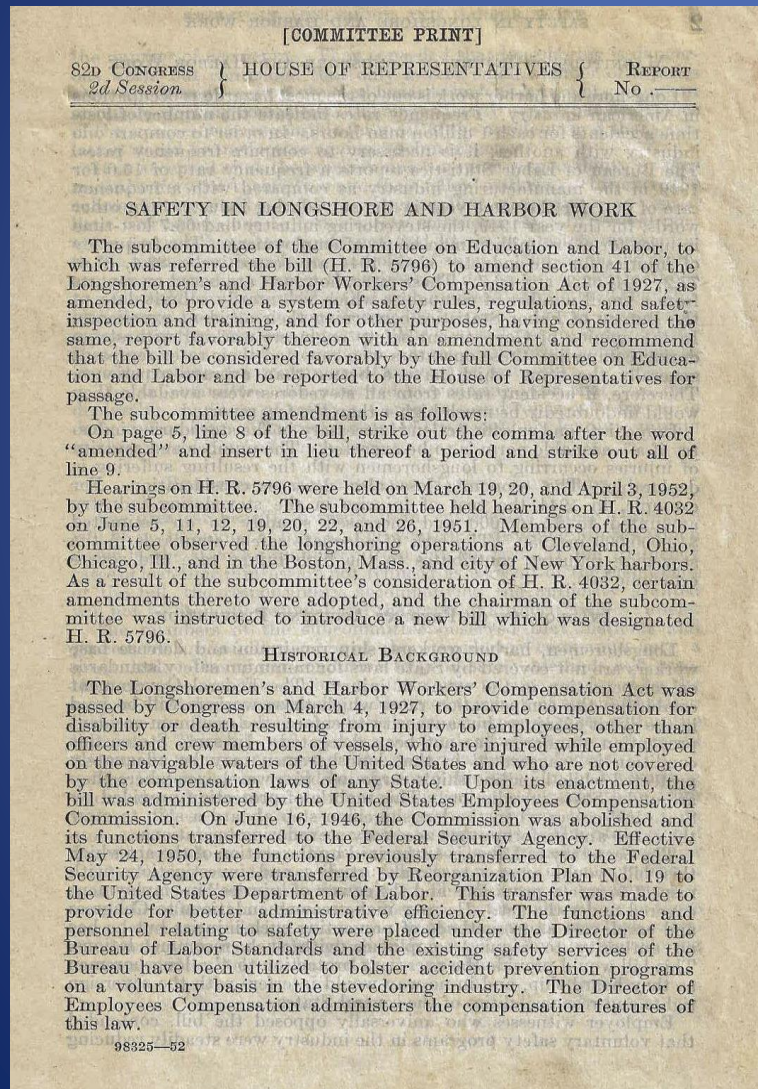 [COMMITTEE PRINT]
82D CONGRESS } HOUSE OF REPRESENTATIVES { REPORT
2d Session No.——
SAFETY IN LONGSHORE AND HARBOR WORK
The subcommittee of the Committee on Education and Labor, to
which was referred the bill (H. R. 5796) to amend section 41 of the
Longshoremen's and Harbor Workers' Compensation Act of 1927, as
amended, to provide a system of safety rules, regulations, and safety
inspection and training, and for other purposes, having considered the
same, report favorably thereon with an amendment and recommend
that the bill be considered favorably by the full Committee on Educa-
tion and Labor and be reported to the House of Representatives for
passage.
The subcommittee amendment is as follows:
On page 5, line 8 of the bill, strike out the comma after the word
"amended" and insert in lieu thereof a period and strike out all of
line 9.
Hearings on H. R. 5796 were held on March 19, 20, and April 3, 1952,
by the subcommittee. The subcommittee held hearings on H. R. 4032
on June 5, 11, 12, 19, 20, 22, and 26, 1951. Members of the sub-
committee observed the longshoring operations at Cleveland, Ohio,
Chicago, Ill., and in the Boston, Mass., and city of New York harbors.
As a result of the subcommittee's consideration of H. R. 4032, certain
amendments thereto were adopted, and the chairman of the subcom-
mittee was instructed to introduce a new bill which was designated
H. R. 5796.
HISTORICAL BACKGROUND
The Longshoremen's and Harbor Workers' Compensation Act was
passed by Congress on March 4, 1927, to provide compensation for
disability or death resulting from injury to employees, other than
officers and crew members of vessels, who are injured while employed
on the navigable waters of the United States and who are not covered
by the compensation laws of any State. Upon its enactment, the
bill was administered by the United States Employees Compensation
Commission. On June 16, 1946, the Commission was abolished and
its functions transferred to the Federal Security Agency. Effective
May 24, 1950, the functions previously transferred to the Federal
Security Agency were transferred by Reorganization Plan No. 19 to
the United States Department of Labor. This transfer was made to
provide for better administrative efficiency. The functions and
personnel relating to safety were placed under the Director of the
Bureau of Labor Standards and the existing safety services of the
Bureau have been utilized to bolster accident prevention programs
on a voluntary basis in the stevedoring industry. The Director of
Employees Compensation administers the compensation features of
this law.
98325—52